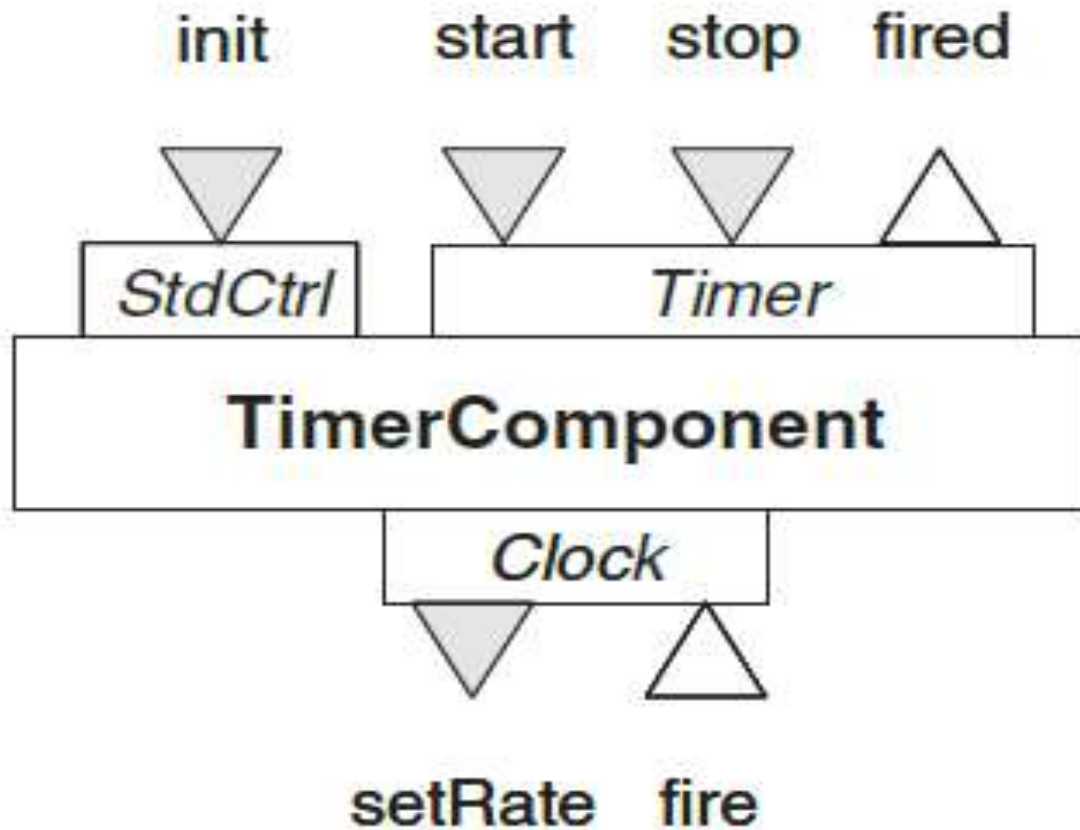 init start stop fired
StdCtrl Timer
TimerComponent
Clock
setRate fire